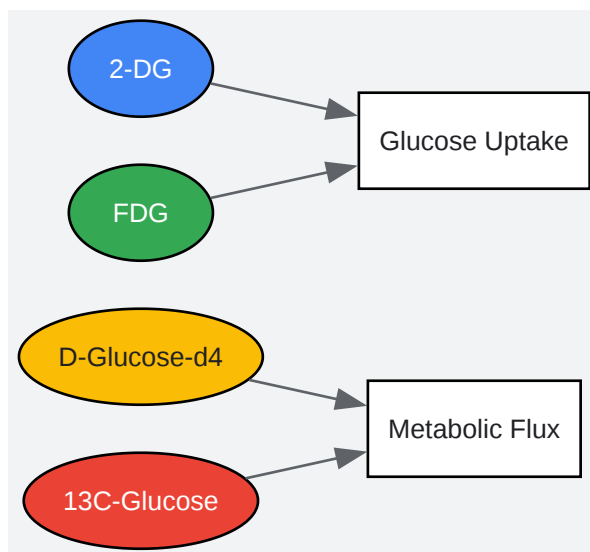 2-DG
Glucose Uptake
FDG
D-Glucose-d4
Metabolic Flux
13C-Glucose